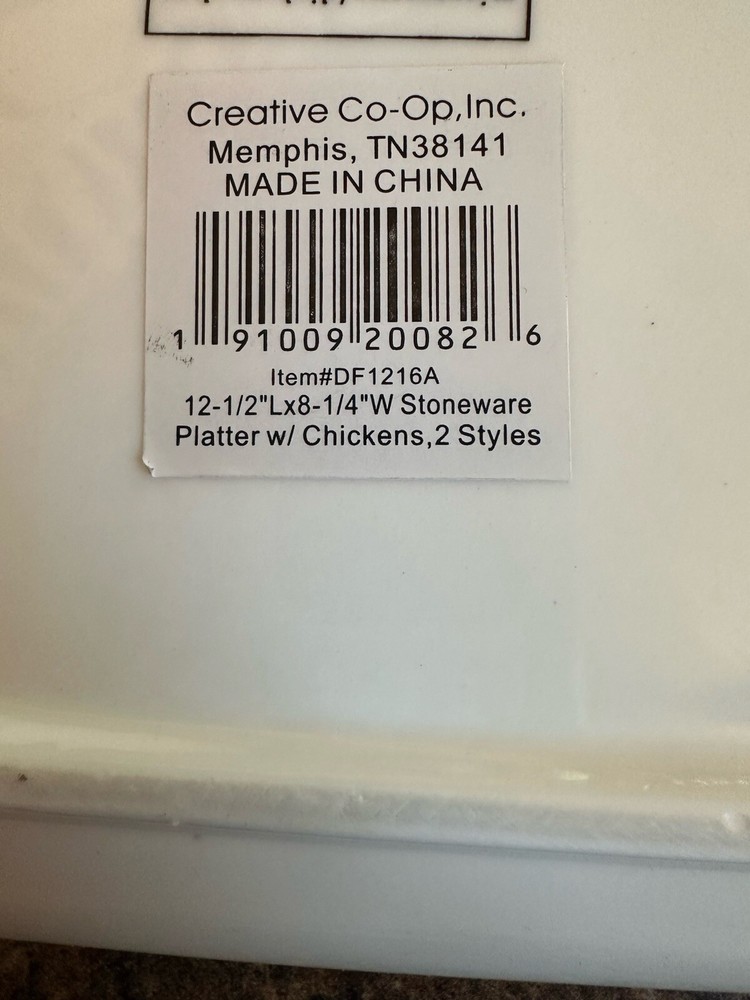 Creative Co-Op,Inc.
Memphis, TN38141
MADE IN CHINA
1 91009 20082 6
Item#DF1216A
12-1/2"Lx8-1/4"W Stoneware
Platter w/ Chickens,2 Styles